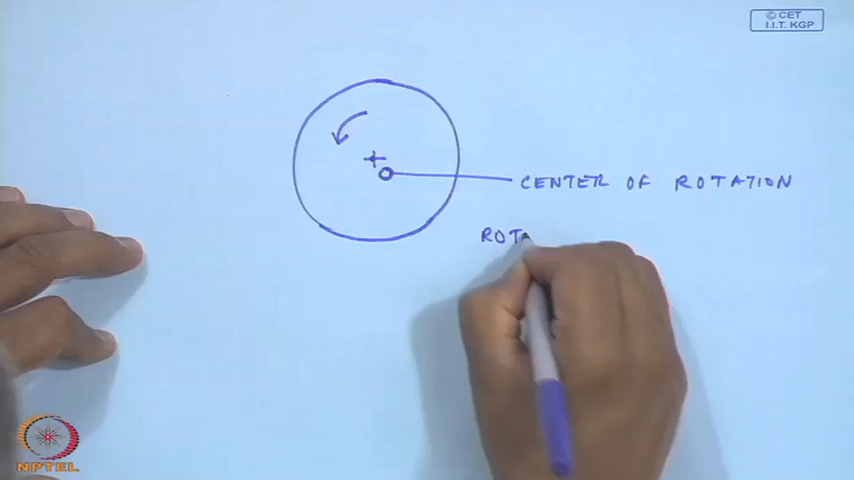 © CET
I.I.T. KGP
CENTER OF ROTATION
ROTA
NPTEL